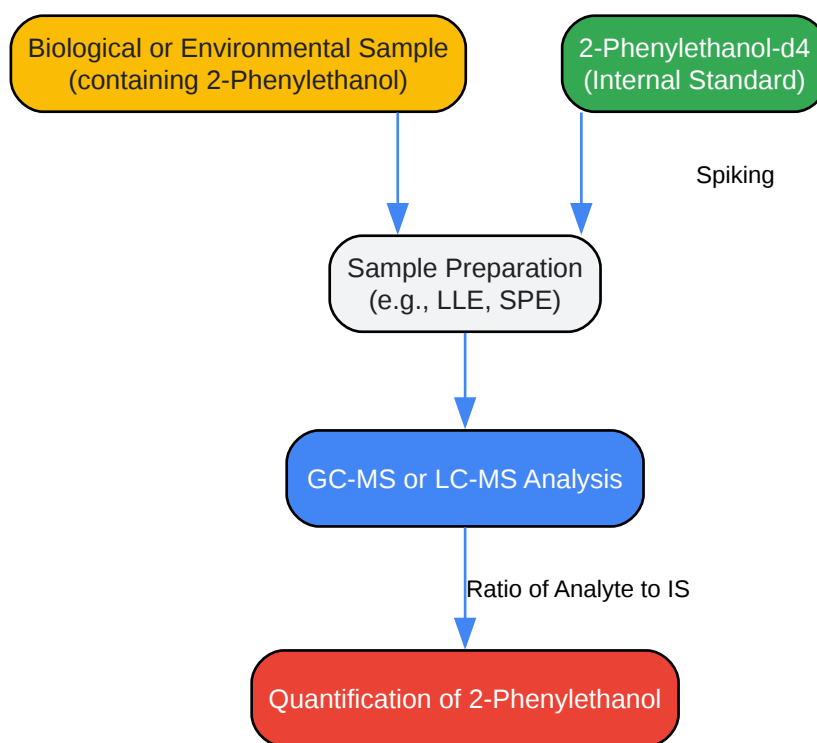 Biological or Environmental Sample
(containing 2-Phenylethanol)
2-Phenylethanol-d4
(Internal Standard)
Spiking
Sample Preparation
(e.g., LLE, SPE)
GC-MS or LC-MS Analysis
Ratio of Analyte to IS
Quantification of 2-Phenylethanol